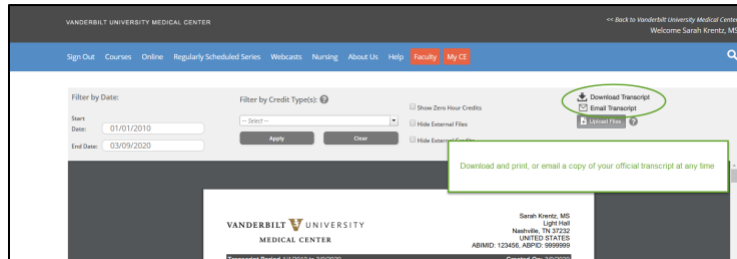 VANDERBILT UNIVERSITY MEDICAL CENTER
<< Back to Vanderbilt University Medical Center
Welcome Sarah Krentz, MS
Sign Out Courses Online Regularly Scheduled Series Webcasts Nursing About Us Help Faculty My CE
Filter by Date:
Start
Date: 01/01/2010
End Date: 03/09/2020
Filter by Credit Type(s):
-- Select --
Apply Clear
Show Zero Hour Credits
Hide External Files
Hide External Credits
Download Transcript
Email Transcript
Upload Files
Download and print, or email a copy of your official transcript at any time
VANDERBILT V UNIVERSITY
MEDICAL CENTER
Sarah Krentz, MS
Light Hall
Nashville, TN 37232
UNITED STATES
ABIMID: 123456, ABPID: 9999999